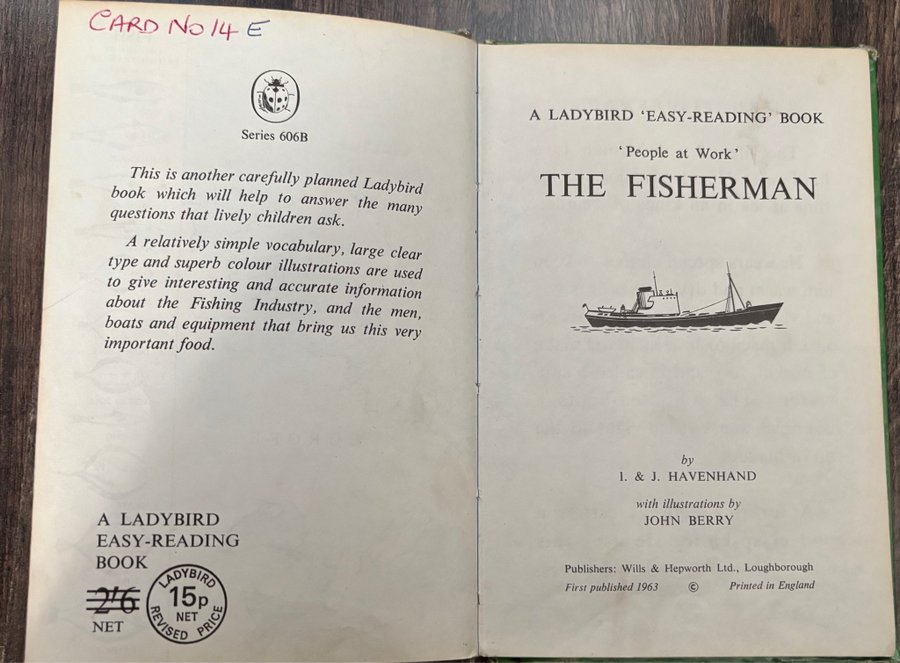 CARD No 14 E
Series 606B
This is another carefully planned Ladybird
book which will help to answer the many
questions that lively children ask.
A relatively simple vocabulary, large clear
type and superb colour illustrations are used
to give interesting and accurate information
about the Fishing Industry, and the men,
boats and equipment that bring us this very
important food.
A LADYBIRD
EASY-READING
BOOK
2'6
NET
LADYBIRD
15p
NET
REVISED PRICE
A LADYBIRD ‘EASY-READING’ BOOK
‘People at Work’
THE FISHERMAN
by
I. & J. HAVENHAND
with illustrations by
JOHN BERRY
Publishers: Wills & Hepworth Ltd., Loughborough
First published 1963 © Printed in England